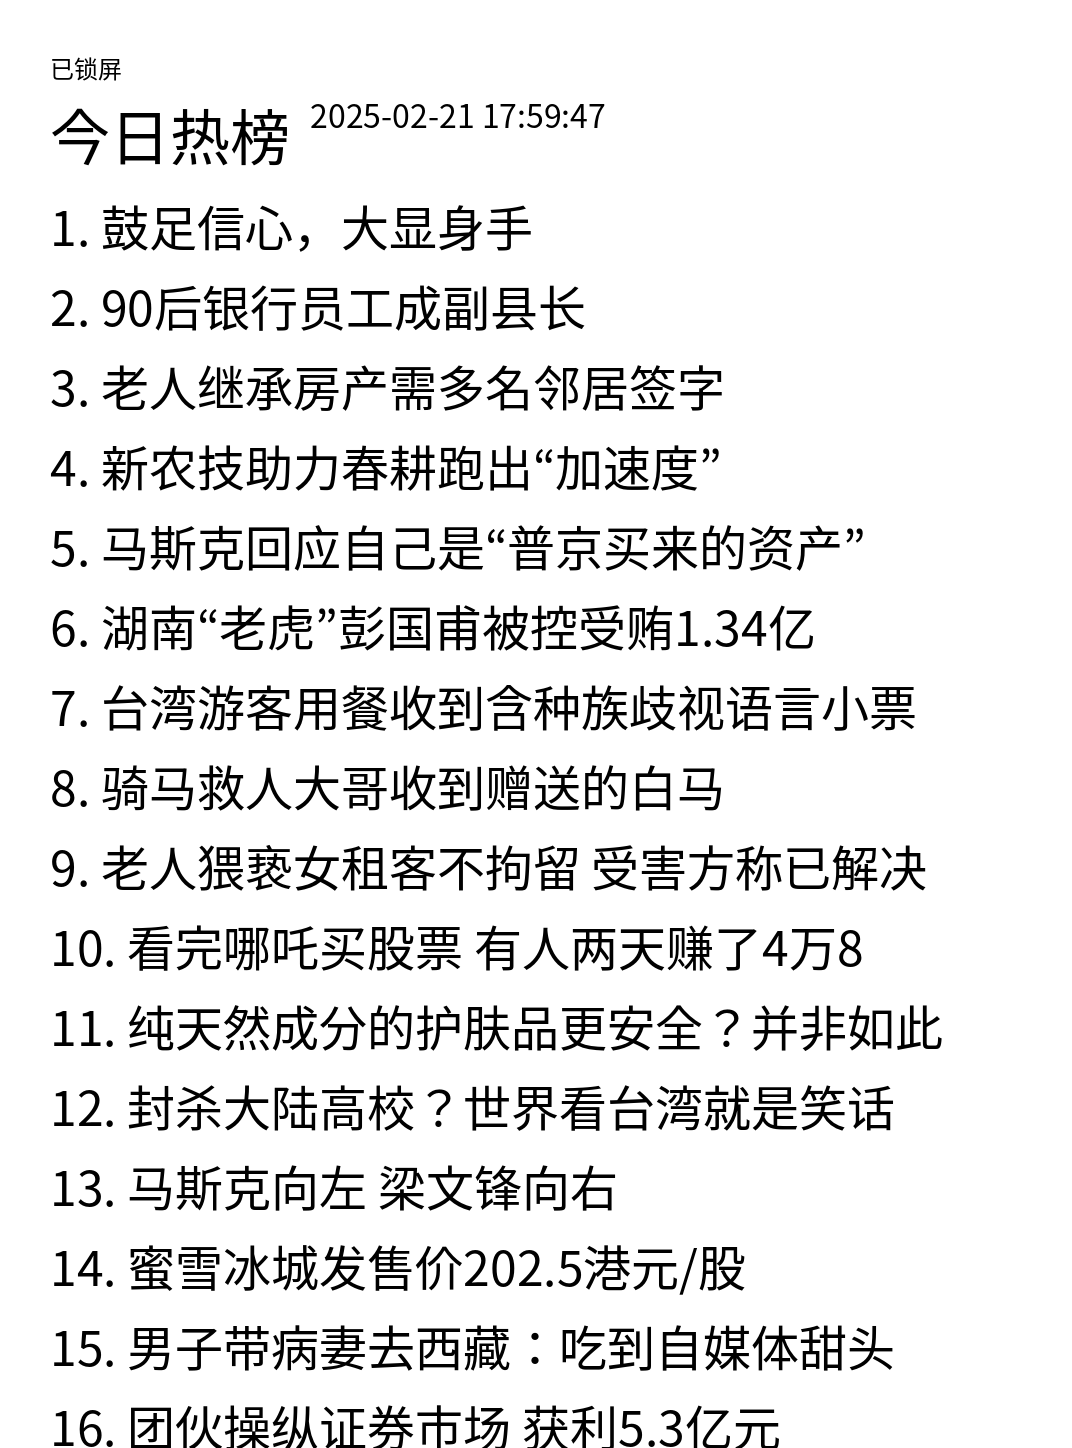 已锁屏
今日热榜 2025-02-21 17:59:47
1. 鼓足信心，大显身手
2. 90后银行员工成副县长
3. 老人继承房产需多名邻居签字
4. 新农技助力春耕跑出“加速度”
5. 马斯克回应自己是“普京买来的资产”
6. 湖南“老虎”彭国甫被控受贿1.34亿
7. 台湾游客用餐收到含种族歧视语言小票
8. 骑马救人大哥收到赠送的白马
9. 老人猥亵女租客不拘留 受害方称已解决
10. 看完哪吒买股票 有人两天赚了4万8
11. 纯天然成分的护肤品更安全？并非如此
12. 封杀大陆高校？世界看台湾就是笑话
13. 马斯克向左 梁文锋向右
14. 蜜雪冰城发售价202.5港元/股
15. 男子带病妻去西藏：吃到自媒体甜头
16. 团伙操纵证券市场 获利5.3亿元